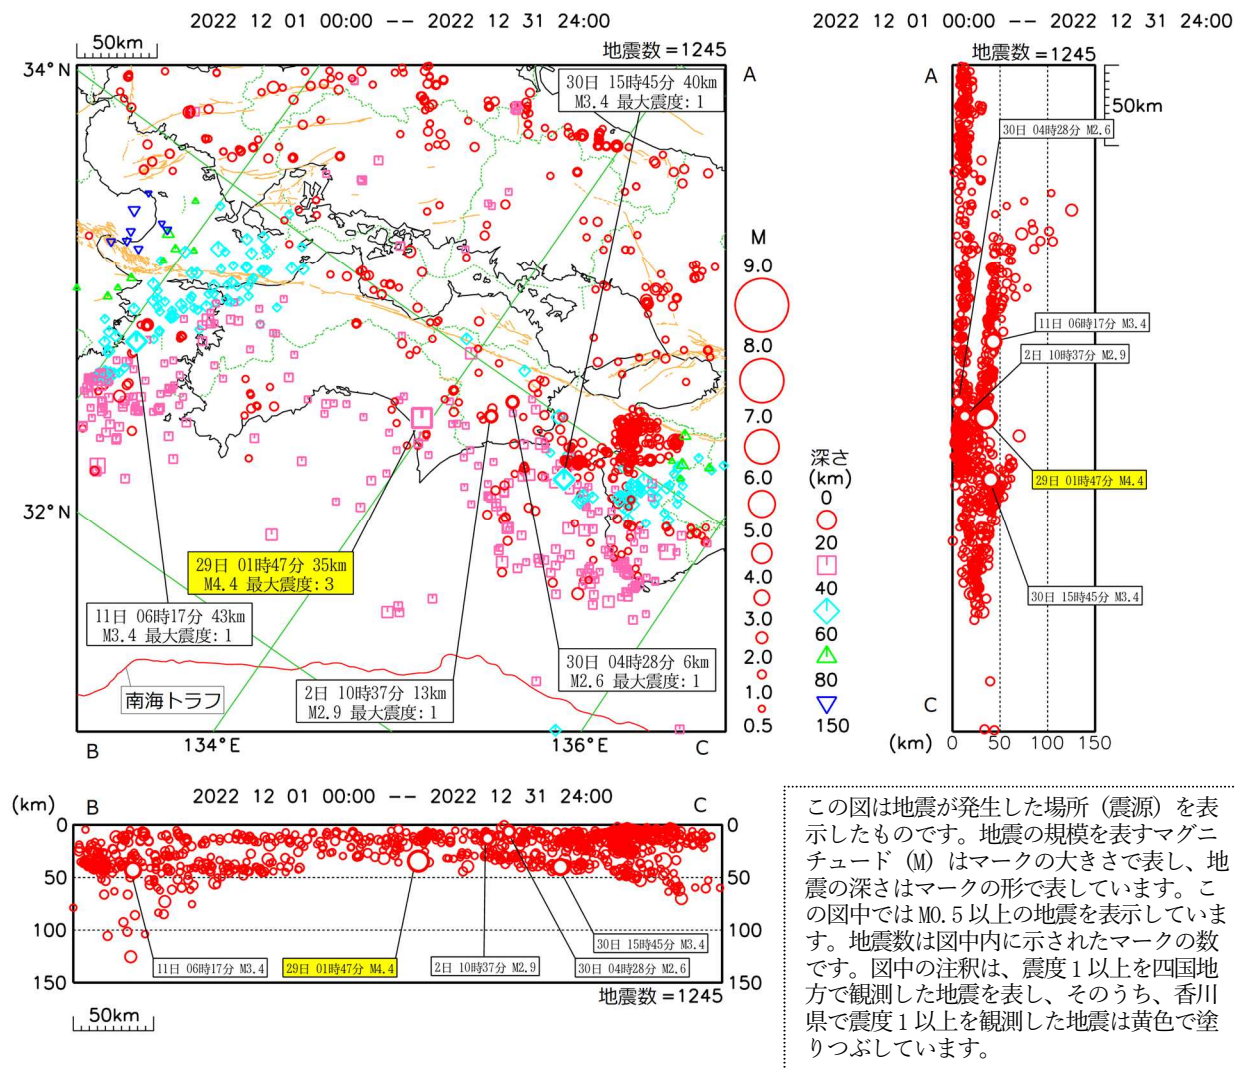 2022 12 01 00:00 -- 2022 12 31 24:00
50km
地震数=1245
34°N
32°N
134°E
136°E
A
B
C
30日 15時45分 40km
M3.4 最大震度:1
29日 01時47分 35km
M4.4 最大震度:3
11日 06時17分 43km
M3.4 最大震度:1
2日 10時37分 13km
M2.9 最大震度:1
30日 04時28分 6km
M2.6 最大震度:1
南海トラフ
M
9.0
8.0
7.0
6.0
5.0
4.0
3.0
2.0
1.0
0.5
深さ
(km)
0
20
40
60
80
150
2022 12 01 00:00 -- 2022 12 31 24:00
地震数=1245
A
50km
30日 04時28分 M2.6
11日 06時17分 M3.4
2日 10時37分 M2.9
29日 01時47分 M4.4
30日 15時45分 M3.4
C
(km) 0 50 100 150
(km) B 2022 12 01 00:00 -- 2022 12 31 24:00 C
0 0
50 50
100 100
150 150
30日 15時45分 M3.4
11日 06時17分 M3.4
29日 01時47分 M4.4
2日 10時37分 M2.9
30日 04時28分 M2.6
地震数=1245
50km
この図は地震が発生した場所（震源）を表
示したものです。地震の規模を表すマグニ
チュード（M）はマークの大きさで表し、地
震の深さはマークの形で表しています。こ
の図中ではM0.5以上の地震を表示していま
す。地震数は図中内に示されたマークの数
です。図中の注釈は、震度１以上を四国地
方で観測した地震を表し、そのうち、香川
県で震度１以上を観測した地震は黄色で塗
りつぶしています。